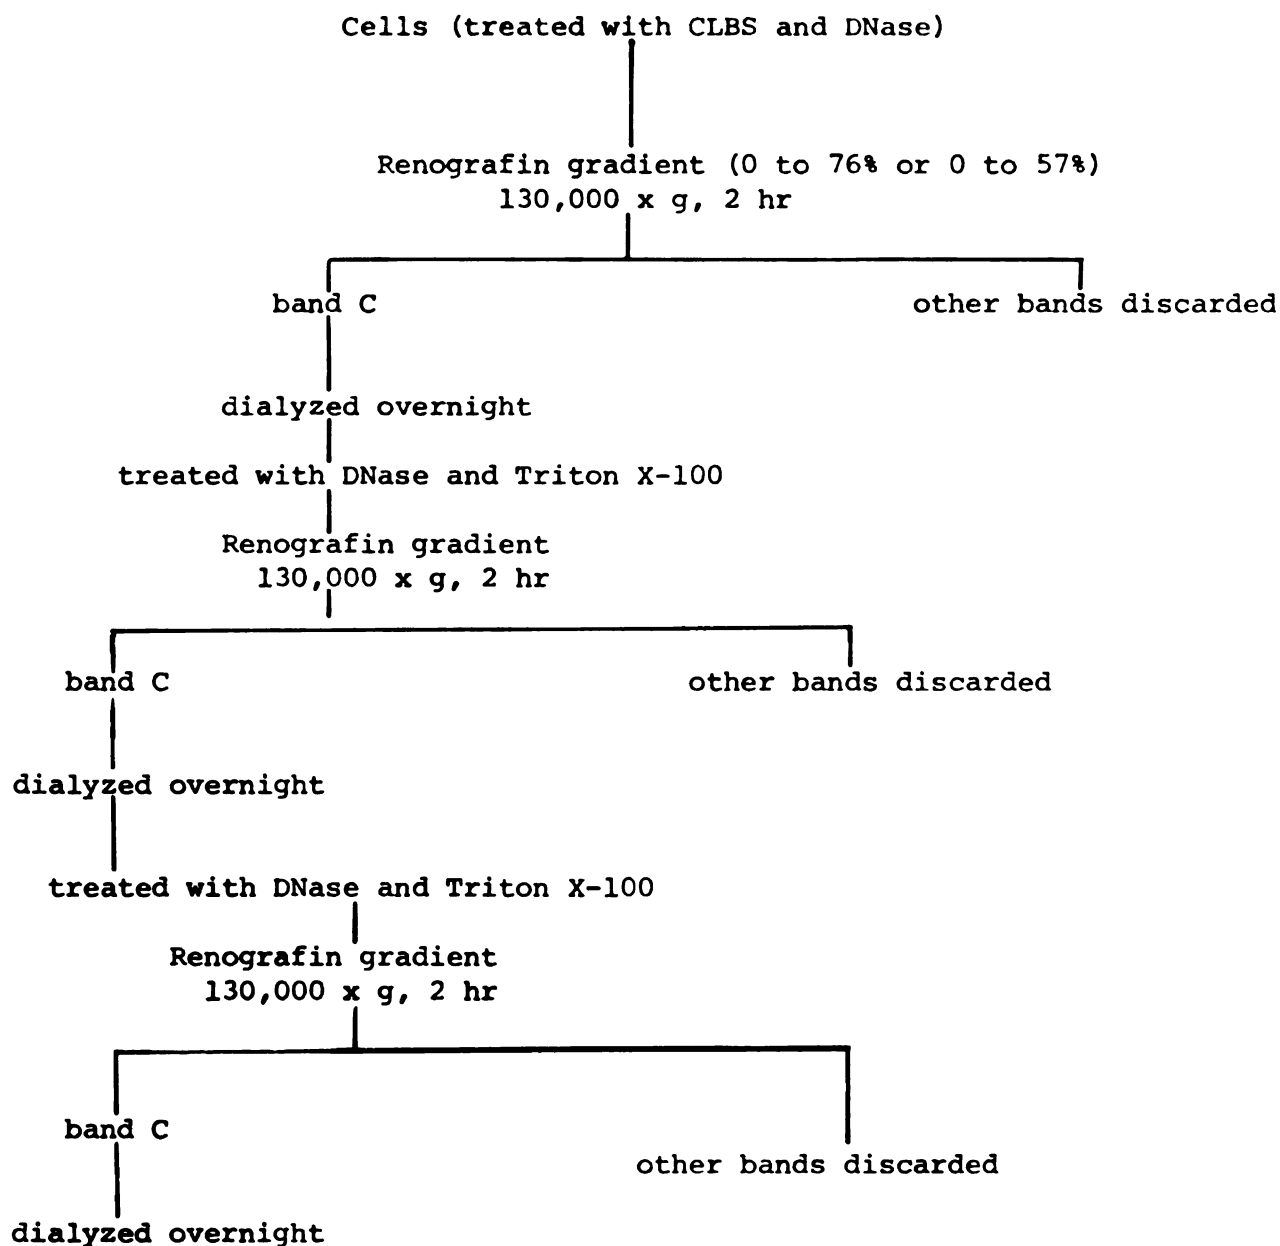 Cells (treated with CLBS and DNase)
Renografin gradient (0 to 76% or 0 to 57%)
130,000 x g, 2 hr
band C
other bands discarded
dialyzed overnight
treated with DNase and Triton X-100
Renografin gradient
130,000 x g, 2 hr
band C
other bands discarded
dialyzed overnight
treated with DNase and Triton X-100
Renografin gradient
130,000 x g, 2 hr
band C
other bands discarded
dialyzed overnight